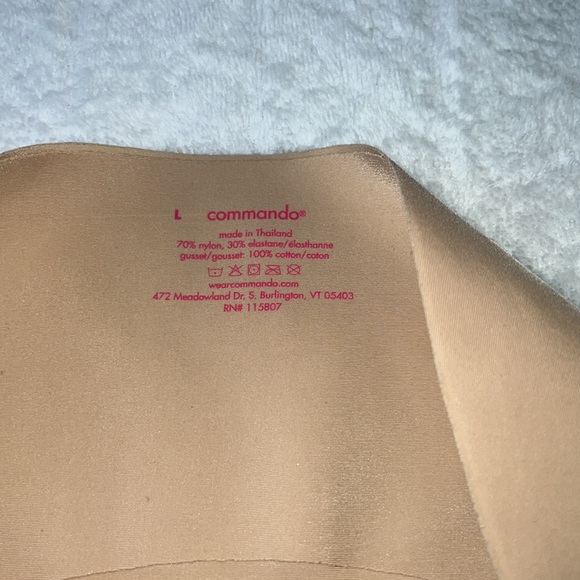 L commando®
made in Thailand
70% nylon, 30% elastane/élasthanne
gusset/gousset: 100% cotton/coton
wearcommando.com
472 Meadowland Dr, S. Burlington, VT 05403
RN# 115807